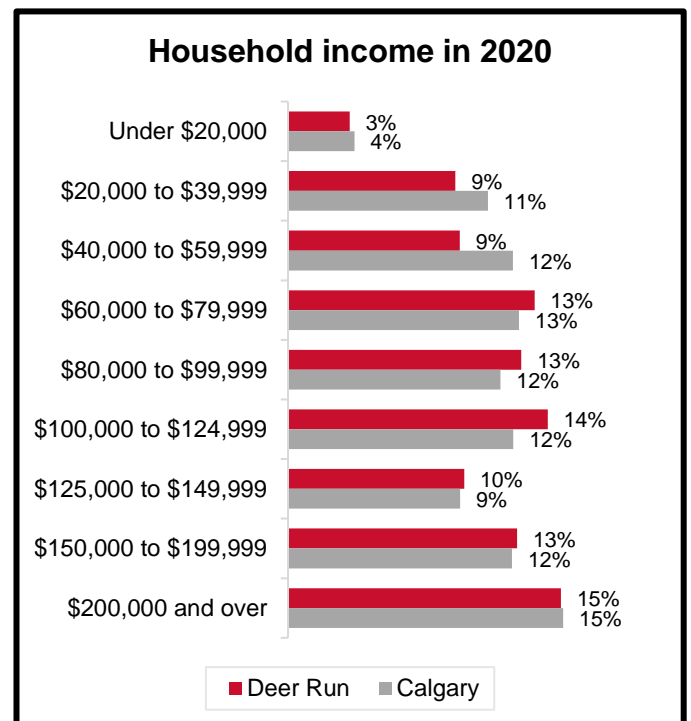 Household income in 2020
Under $20,000
3%
4%
$20,000 to $39,999
9%
11%
$40,000 to $59,999
9%
12%
$60,000 to $79,999
13%
13%
$80,000 to $99,999
13%
12%
$100,000 to $124,999
14%
12%
$125,000 to $149,999
10%
9%
$150,000 to $199,999
13%
12%
$200,000 and over
15%
15%
Deer Run Calgary